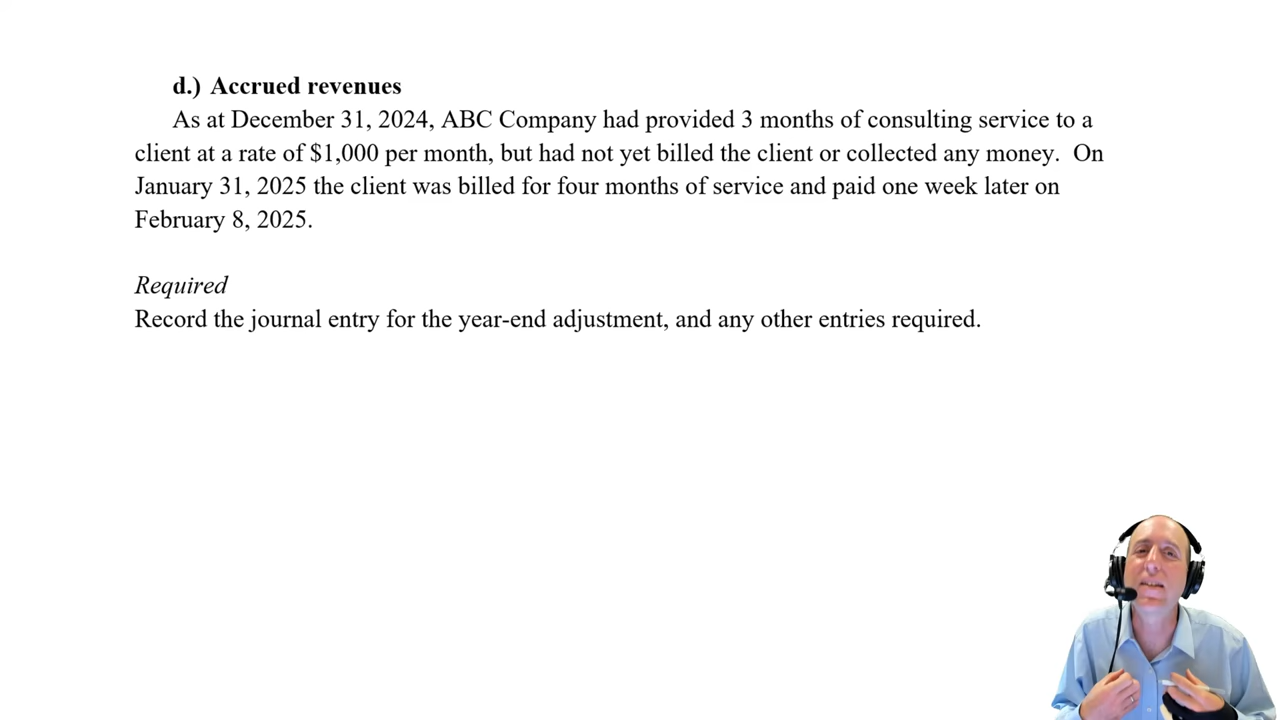 d.) Accrued revenues
As at December 31, 2024, ABC Company had provided 3 months of consulting service to a
client at a rate of $1,000 per month, but had not yet billed the client or collected any money.  On
January 31, 2025 the client was billed for four months of service and paid one week later on
February 8, 2025.
Required
Record the journal entry for the year-end adjustment, and any other entries required.